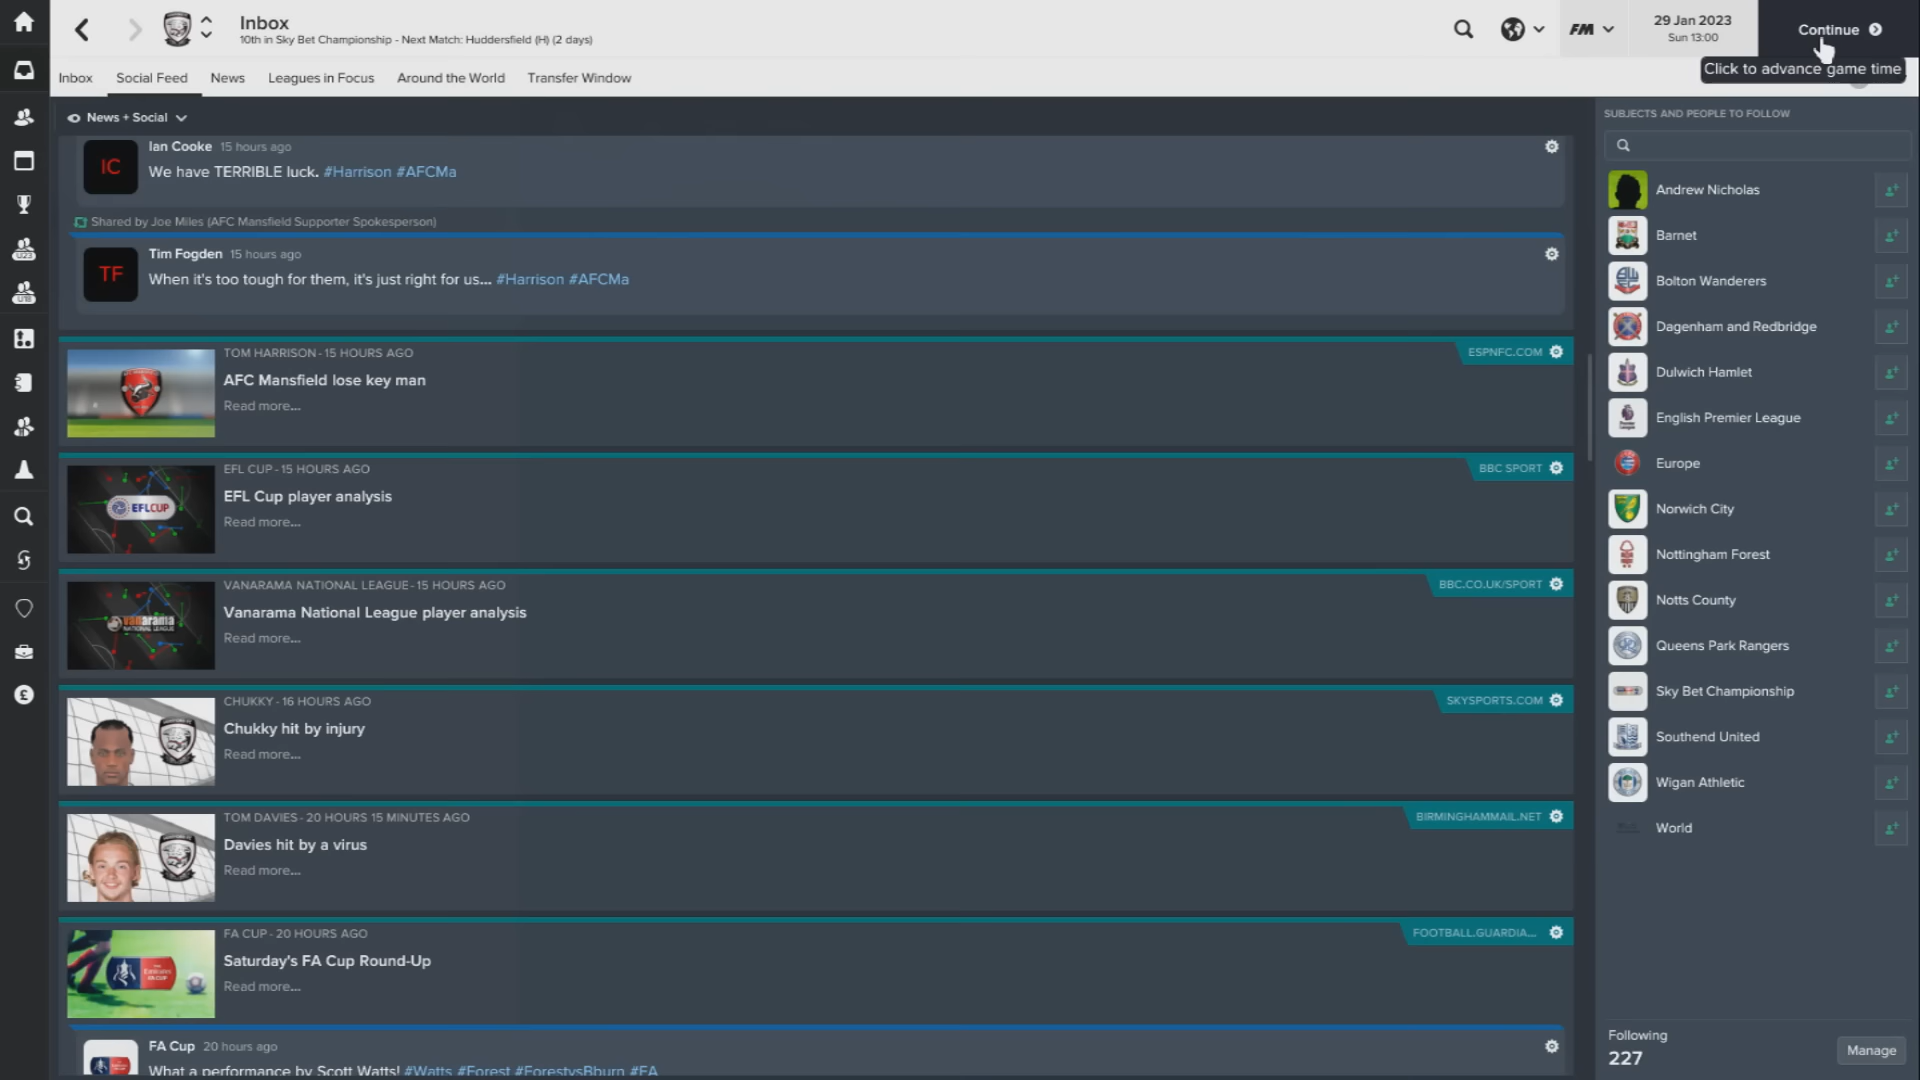 Inbox
10th in Sky Bet Championship - Next Match: Huddersfield (H) (2 days)
FM
29 Jan 2023
Sun 13:00
Continue
Click to advance game time
Inbox
Social Feed
News
Leagues in Focus
Around the World
Transfer Window
News + Social
IC
Ian Cooke 15 hours ago
We have TERRIBLE luck. #Harrison #AFCMa
Shared by Joe Miles (AFC Mansfield Supporter Spokesperson)
TF
Tim Fogden 15 hours ago
When it's too tough for them, it's just right for us... #Harrison #AFCMa
TOM HARRISON - 15 HOURS AGO
ESPNFC.COM
AFC Mansfield lose key man
Read more...
EFL CUP - 15 HOURS AGO
BBC SPORT
EFL Cup player analysis
Read more...
EFLCUP
VANARAMA NATIONAL LEAGUE - 15 HOURS AGO
BBC.CO.UK/SPORT
Vanarama National League player analysis
Read more...
vanarama
NATIONAL LEAGUE
CHUKKY - 16 HOURS AGO
SKYSPORTS.COM
Chukky hit by injury
Read more...
TOM DAVIES - 20 HOURS 15 MINUTES AGO
BIRMINGHAMMAIL.NET
Davies hit by a virus
Read more...
FA CUP - 20 HOURS AGO
FOOTBALL.GUARDIA...
Saturday's FA Cup Round-Up
Read more...
FA Cup 20 hours ago
What a performance by Scott Watts! #Watts #Forest #ForestvsBburn #FA
SUBJECTS AND PEOPLE TO FOLLOW
Andrew Nicholas
Barnet
Bolton Wanderers
Dagenham and Redbridge
Dulwich Hamlet
English Premier League
Europe
Norwich City
Nottingham Forest
Notts County
Queens Park Rangers
Sky Bet Championship
Southend United
Wigan Athletic
World
Following
227
Manage
U23
U18